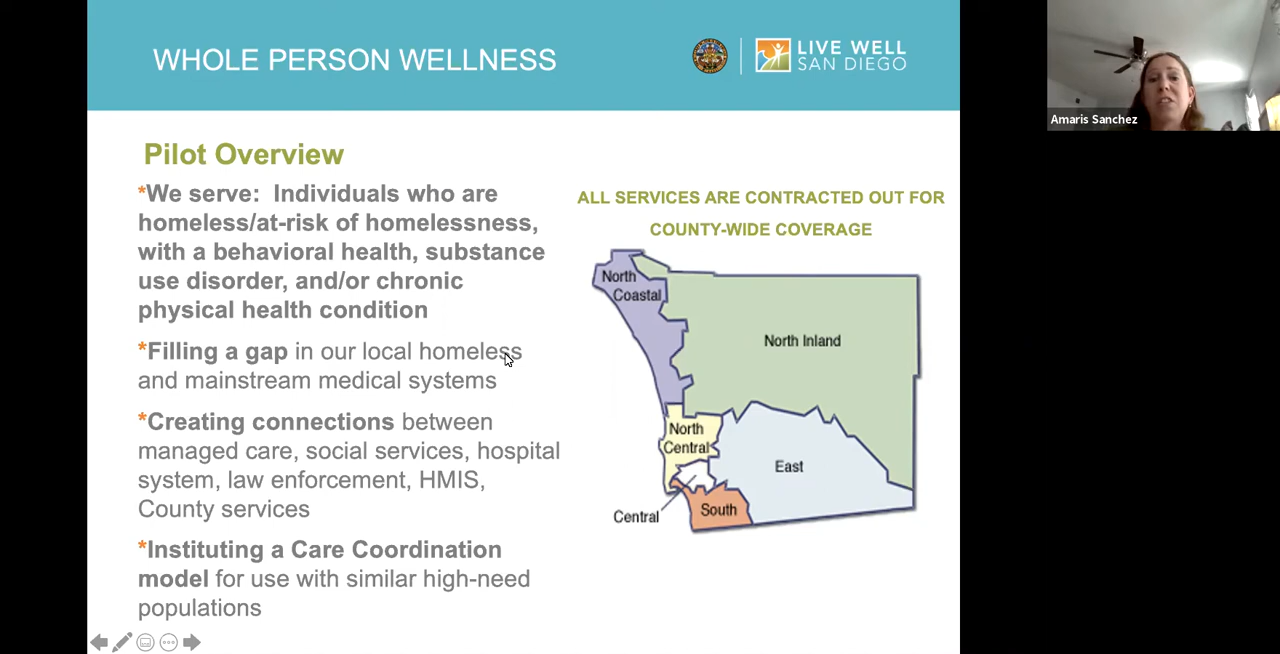 WHOLE PERSON WELLNESS
LIVE WELL
SAN DIEGO
Amaris Sanchez
Pilot Overview
*We serve: Individuals who are
homeless/at-risk of homelessness,
with a behavioral health, substance
use disorder, and/or chronic
physical health condition
*Filling a gap in our local homeless
and mainstream medical systems
*Creating connections between
managed care, social services, hospital
system, law enforcement, HMIS,
County services
*Instituting a Care Coordination
model for use with similar high-need
populations
ALL SERVICES ARE CONTRACTED OUT FOR
COUNTY-WIDE COVERAGE
North
Coastal
North Inland
North
Central
East
Central
South